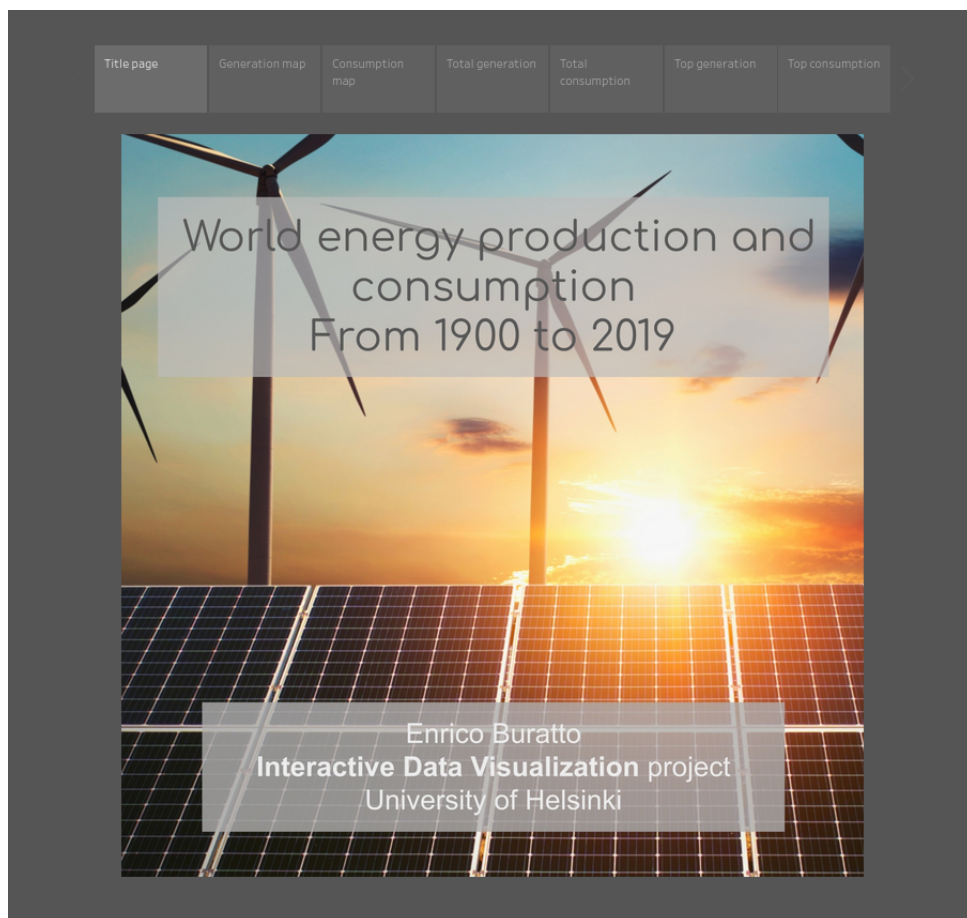 Title page
Generation map
Consumption
map
Total generation
Total
consumption
Top generation
Top consumption
World energy production and
consumption
From 1900 to 2019
Enrico Buratto
Interactive Data Visualization project
University of Helsinki